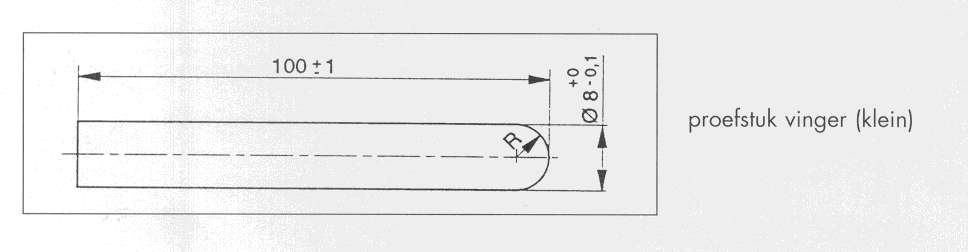 100 ± 1
Ø 8 +0 -0,1
R
proefstuk vinger (klein)